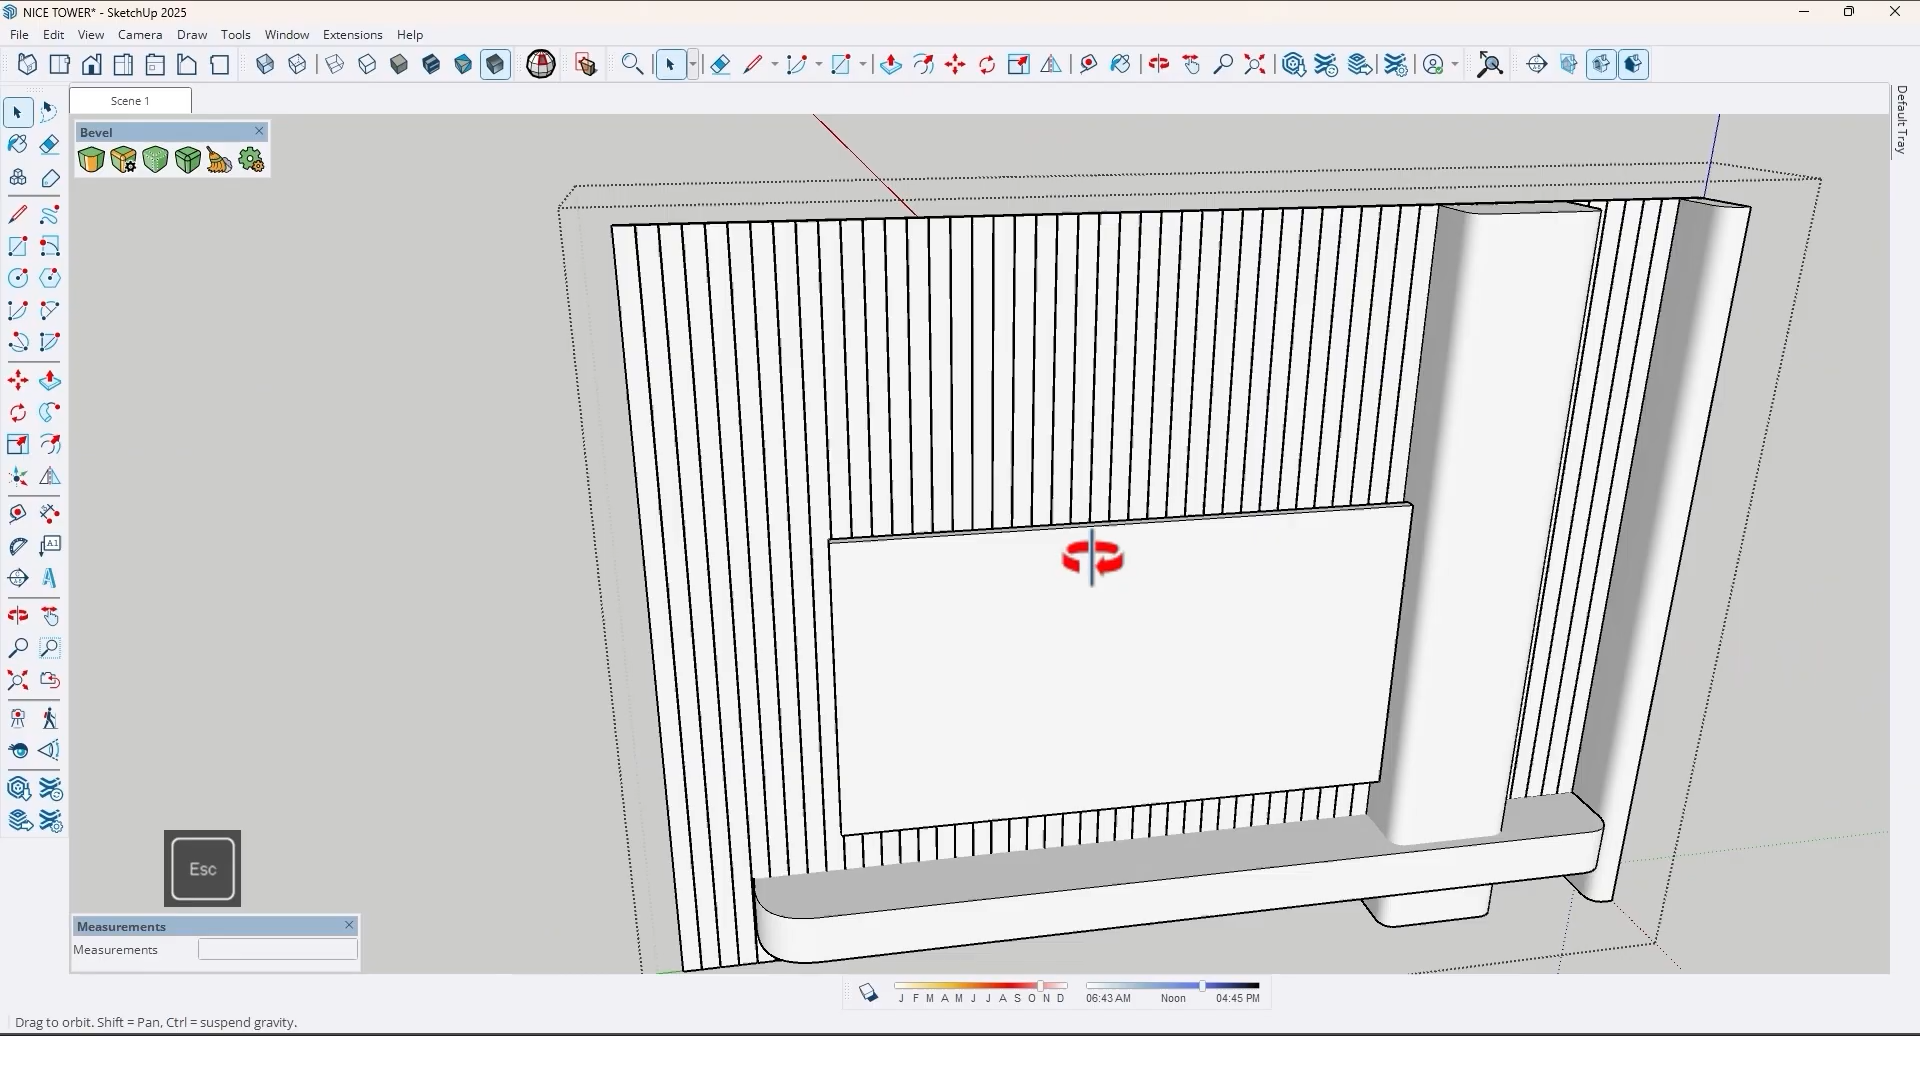 NICE TOWER* - SketchUp 2025
File Edit View Camera Draw Tools Window Extensions Help
Scene 1
Default Tray
Bevel
A1
Esc
Measurements
Measurements
J F M A M J J A S O N D
06:43 AM Noon 04:45 PM
Drag to orbit. Shift = Pan, Ctrl = suspend gravity.